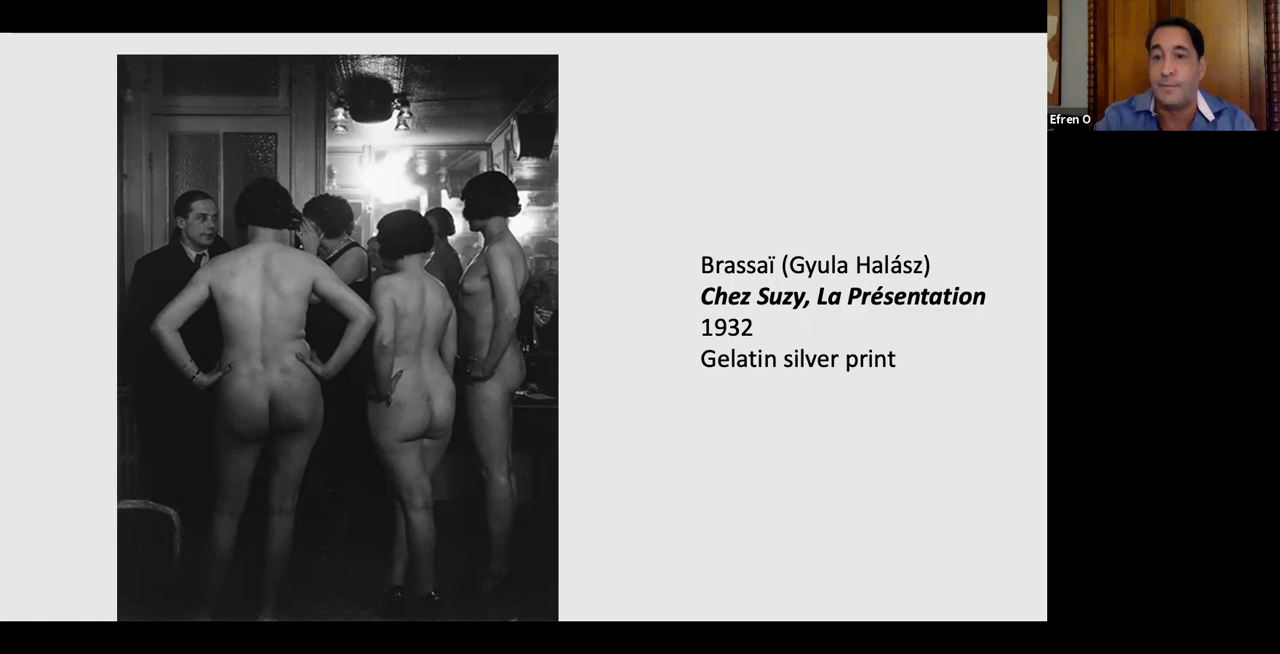 Efren O
Brassaï (Gyula Halász)
Chez Suzy, La Présentation
1932
Gelatin silver print